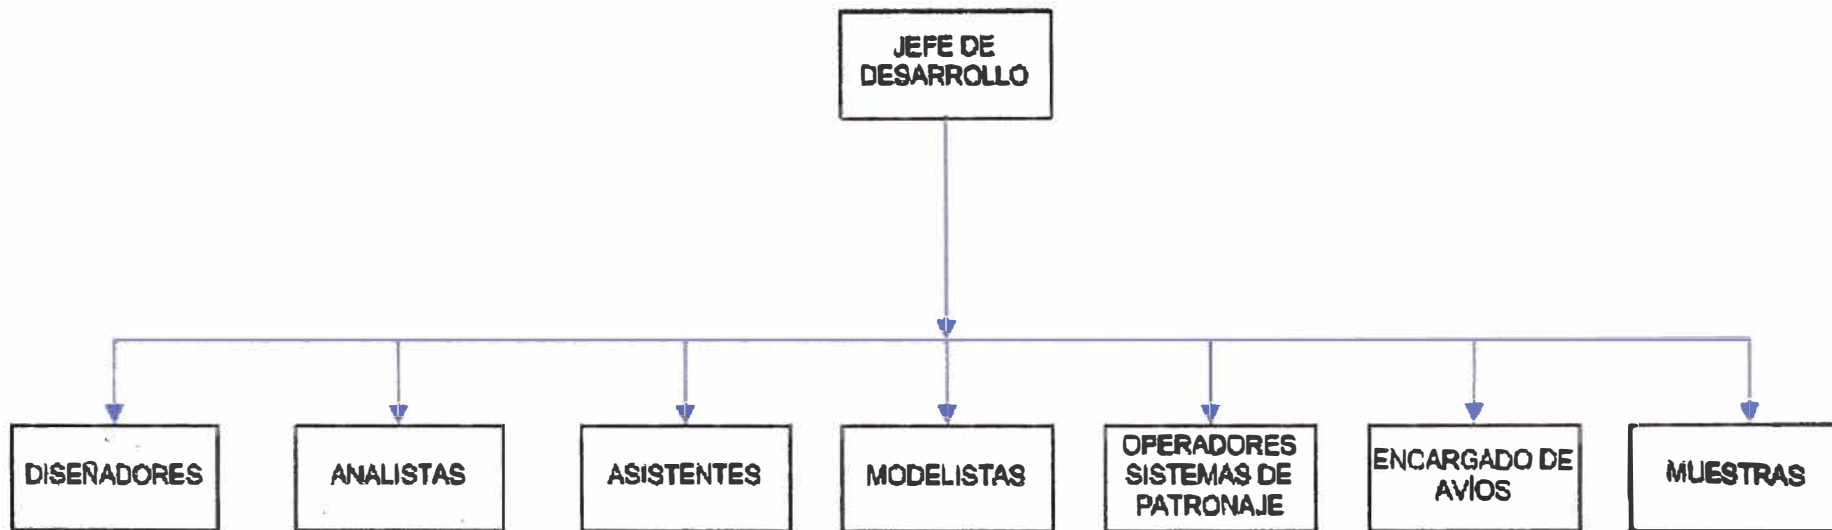 JEFE DE
DESARROLLO
DISEÑADORES
ANALISTAS
ASISTENTES
MODELISTAS
OPERADORES
SISTEMAS DE
PATRONAJE
ENCARGADO DE
AVÍOS
MUESTRAS